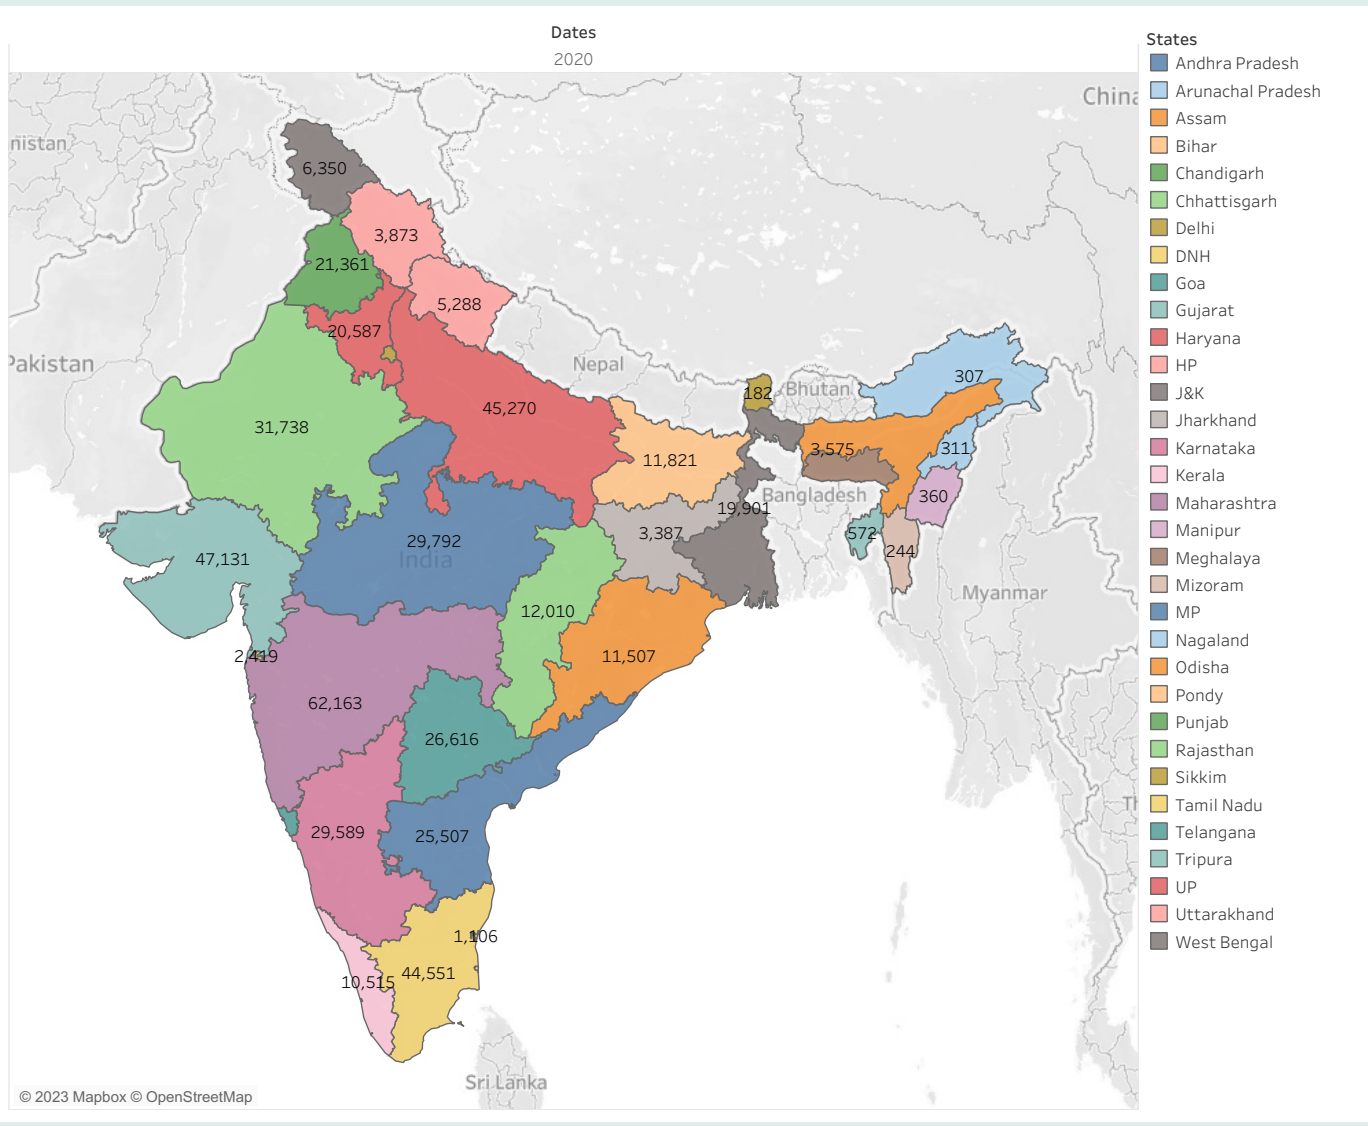 Dates
2020
States
Andhra Pradesh
Arunachal Pradesh
Assam
Bihar
Chandigarh
Chhattisgarh
Delhi
DNH
Goa
Gujarat
Haryana
HP
J&K
Jharkhand
Karnataka
Kerala
Maharashtra
Manipur
Meghalaya
Mizoram
MP
Nagaland
Odisha
Pondy
Punjab
Rajasthan
Sikkim
Tamil Nadu
Telangana
Tripura
UP
Uttarakhand
West Bengal
China
nistan
6,350
3,873
21,361
5,288
20,587
Pakistan
Nepal
307
182
Bhutan
45,270
31,738
3,575
311
11,821
Bangladesh
360
19,901
3,387
572
29,792
244
India
47,131
Myanmar
12,010
2,419
11,507
62,163
26,616
Th
29,589
25,507
1,106
44,551
10,515
Sri Lanka
© 2023 Mapbox © OpenStreetMap